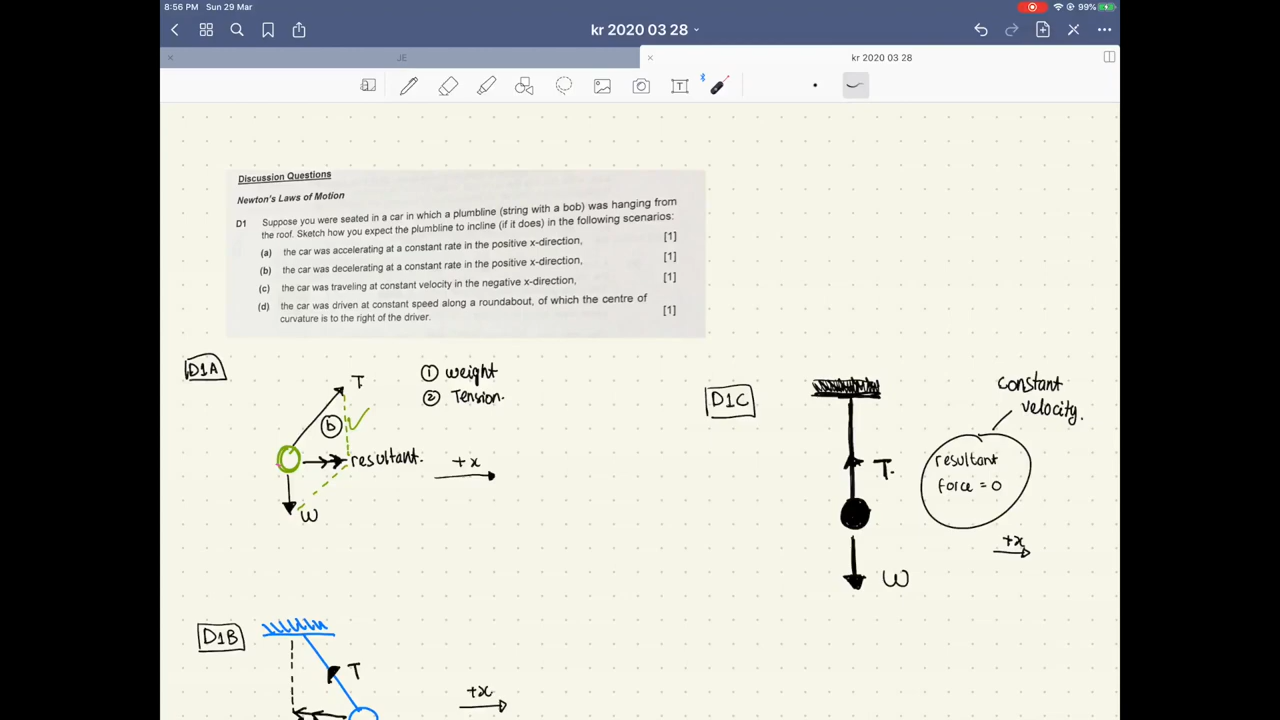 8:56 PM Sun 29 Mar
99%
kr 2020 03 28
JE
kr 2020 03 28
T
Discussion Questions
Newton's Laws of Motion
D1 Suppose you were seated in a car in which a plumbline (string with a bob) was hanging from
the roof. Sketch how you expect the plumbline to incline (if it does) in the following scenarios:
(a) the car was accelerating at a constant rate in the positive x-direction, [1]
(b) the car was decelerating at a constant rate in the positive x-direction, [1]
(c) the car was traveling at constant velocity in the negative x-direction, [1]
(d) the car was driven at constant speed along a roundabout, of which the centre of
curvature is to the right of the driver. [1]
D1A
T
① weight
② Tension.
b
resultant.
+x
W
D1C
constant
velocity.
resultant
force = 0
T.
+x
W
D1B
T
+x